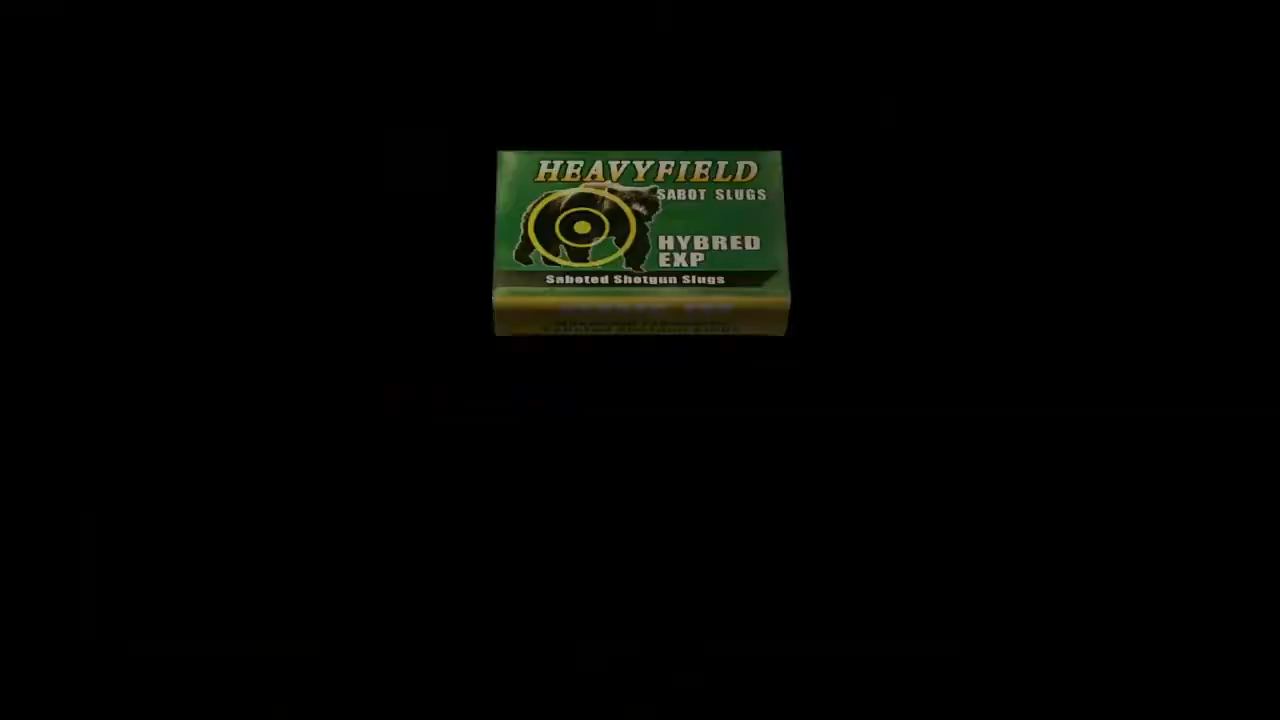 HEAVYFIELD
SABOT SLUGS
HYBRED
EXP
Saboted Shotgun Slugs